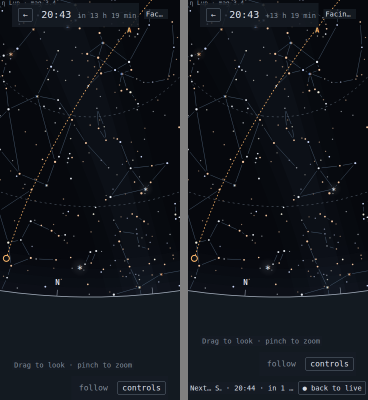 ← · 20:43 in 13 h 19 min Fac…
A
N
Drag to look · pinch to zoom
follow controls
← · 20:43 +13 h 19 min Facin…
A
N
Drag to look · pinch to zoom
follow controls
Next… S… · 20:44 · in 1 … ● back to live